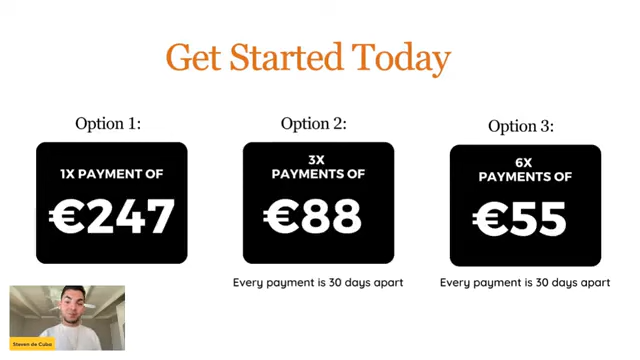 Get Started Today
Option 1:
1X PAYMENT OF
€247
Option 2:
3X
PAYMENTS OF
€88
Every payment is 30 days apart
Option 3:
6X
PAYMENTS OF
€55
Every payment is 30 days apart
Steven de Cuba